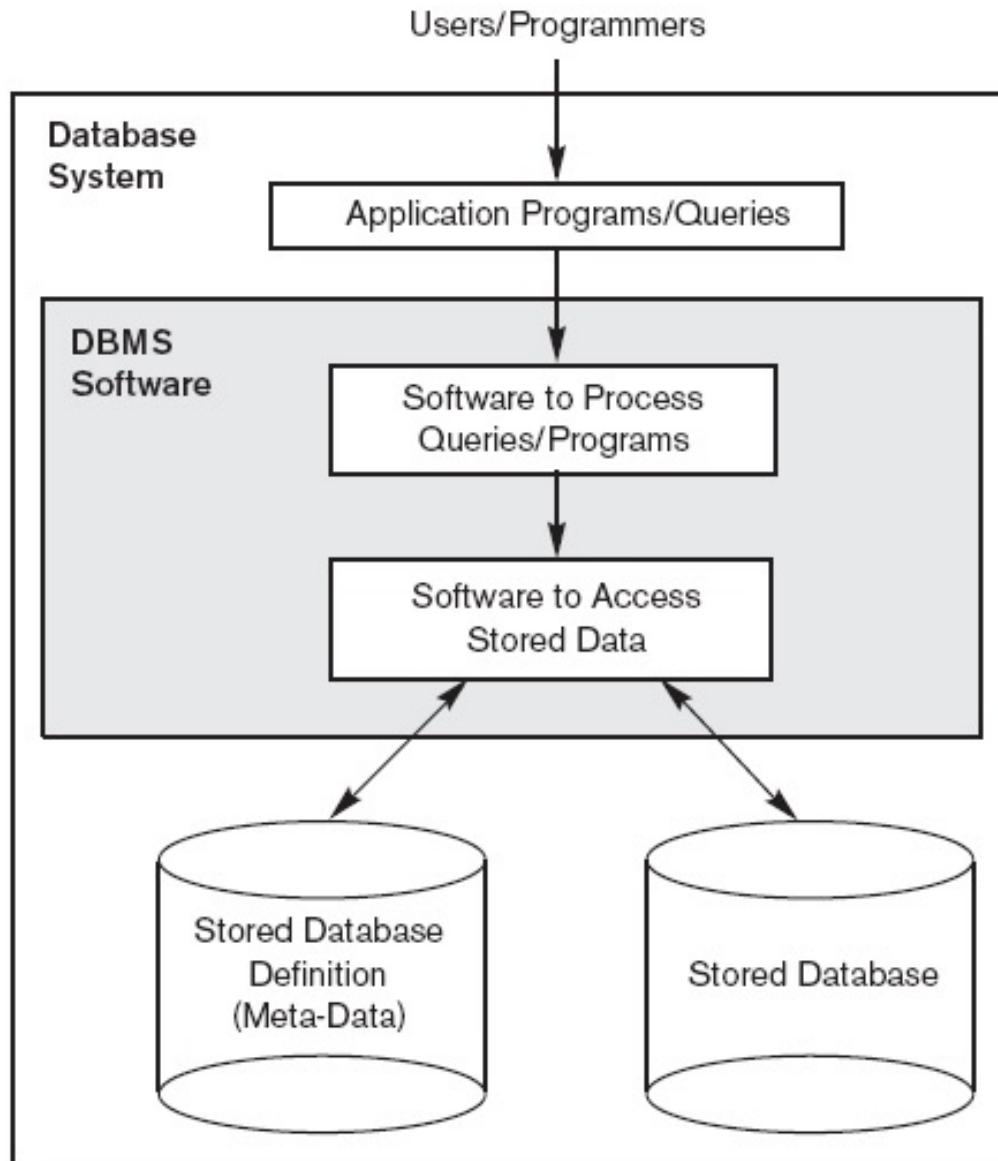 Users/Programmers
Database
System
Application Programs/Queries
DBMS
Software
Software to Process
Queries/Programs
Software to Access
Stored Data
Stored Database
Definition
(Meta-Data)
Stored Database